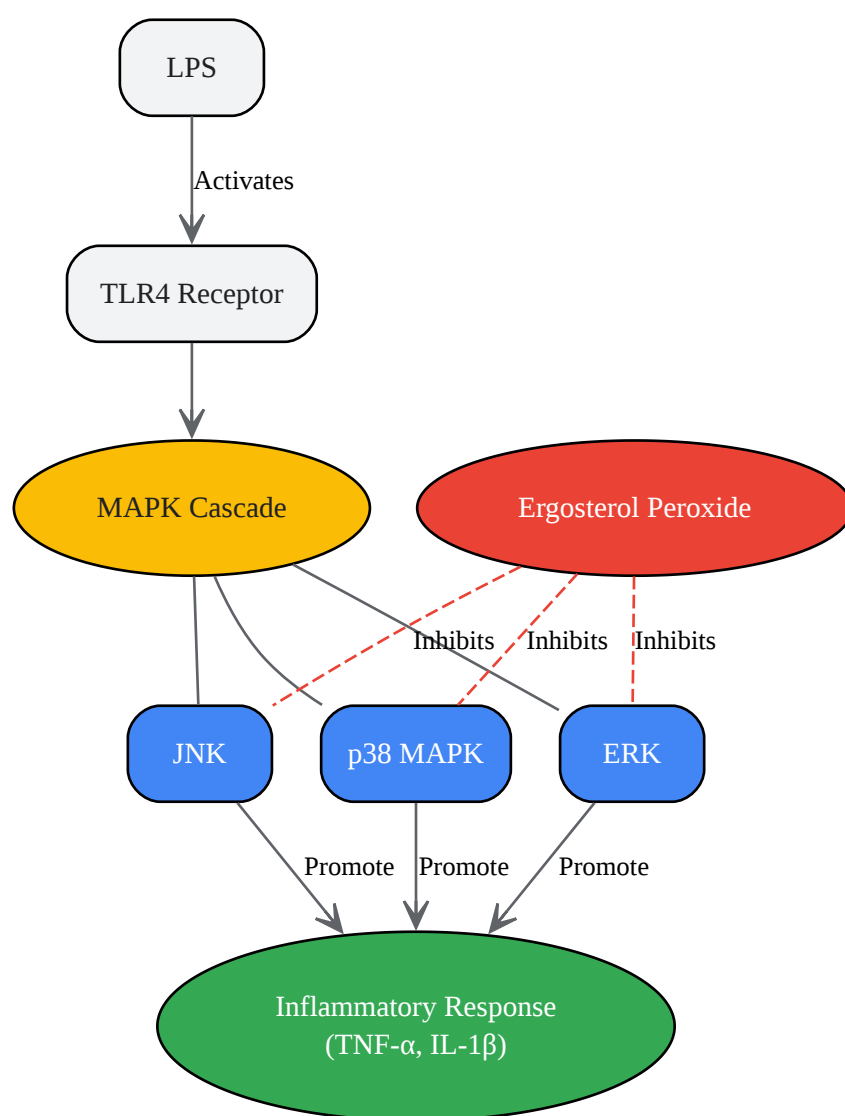 LPS
Activates
TLR4 Receptor
MAPK Cascade
Ergosterol Peroxide
Inhibits
Inhibits
Inhibits
JNK
p38 MAPK
ERK
Promote
Promote
Promote
Inflammatory Response
(TNF-α, IL-1β)